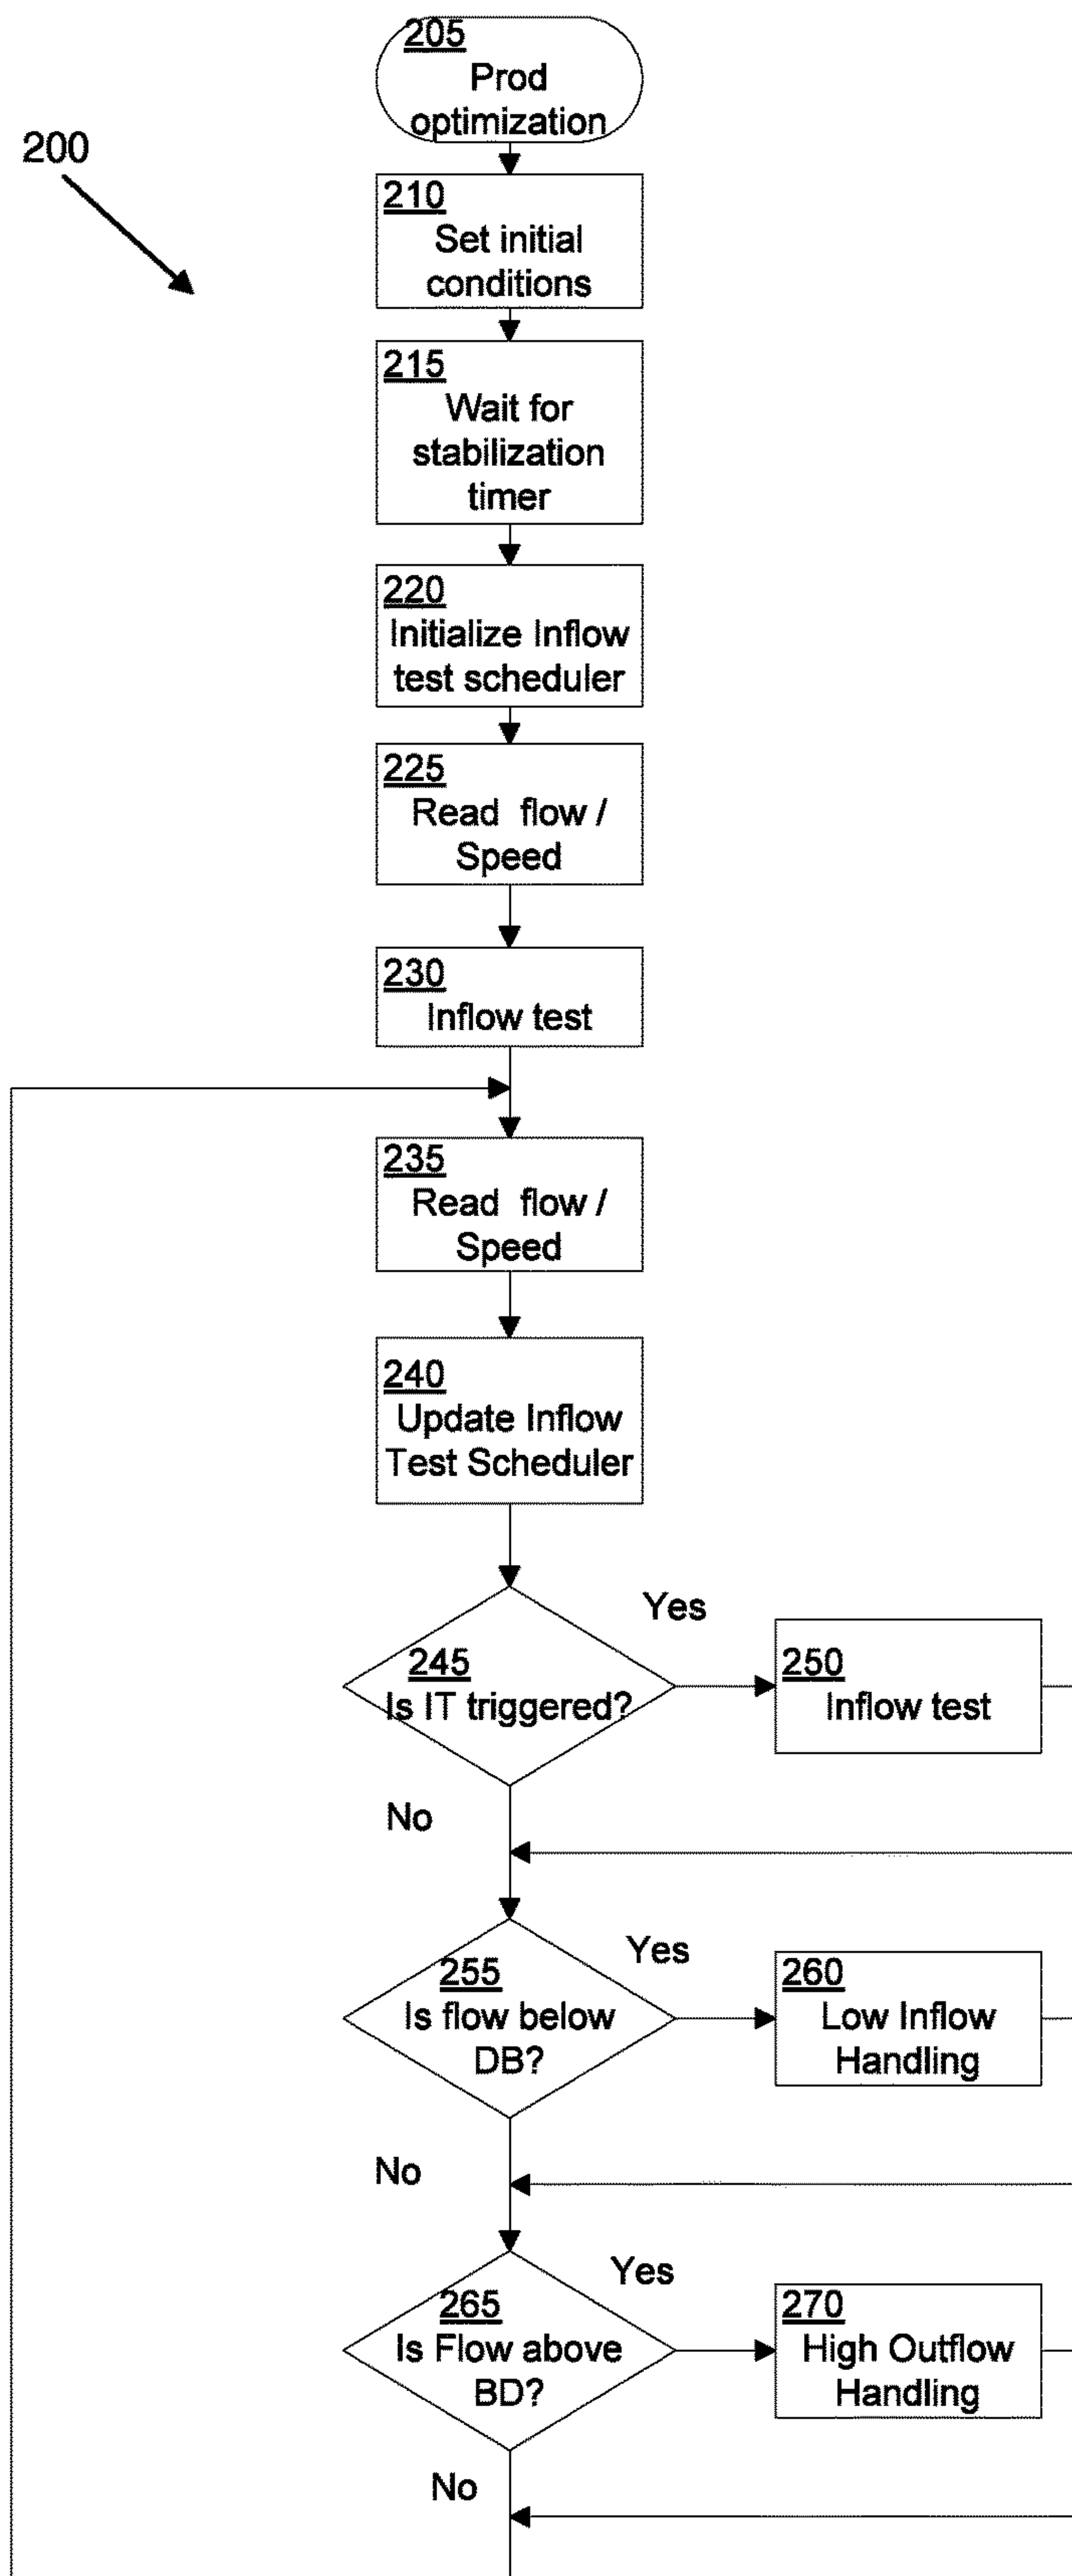 205
Prod
optimization
200
210
Set initial
conditions
215
Wait for
stabilization
timer
220
Initialize Inflow
test scheduler
225
Read flow /
Speed
230
Inflow test
235
Read flow /
Speed
240
Update Inflow
Test Scheduler
Yes
245
Is IT triggered?
250
Inflow test
No
Yes
255
Is flow below
DB?
260
Low Inflow
Handling
No
Yes
265
Is Flow above
BD?
270
High Outflow
Handling
No